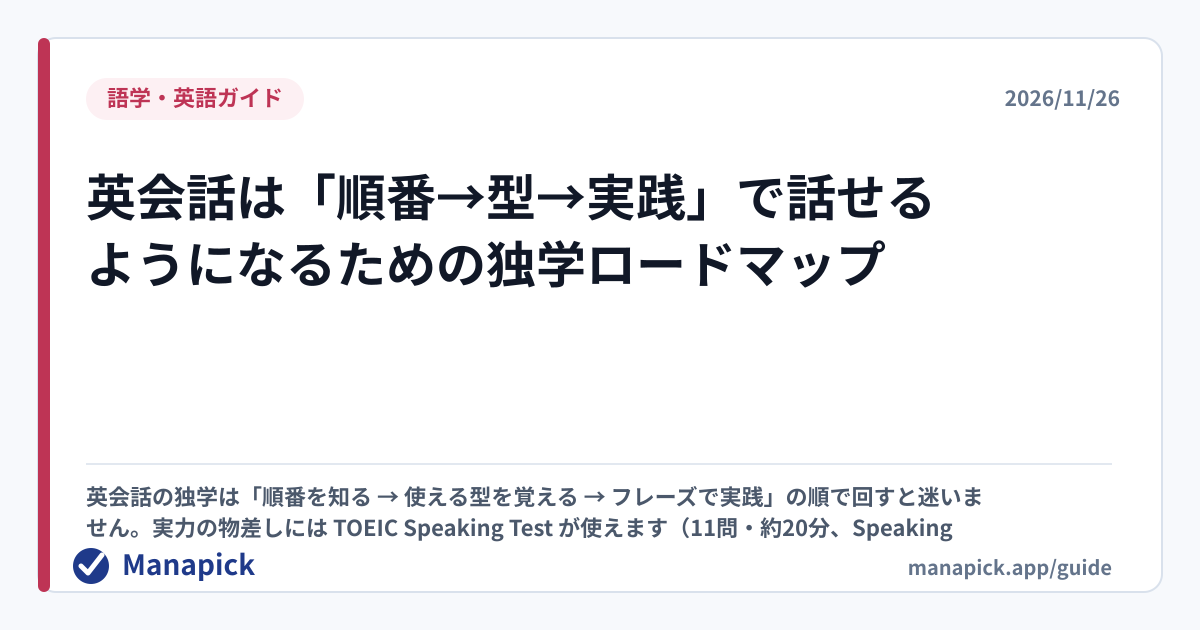 語学・英語ガイド
2026/11/26
英会話は「順番→型→実践」で話せる
ようになるための独学ロードマップ
英会話の独学は「順番を知る → 使える型を覚える → フレーズで実践」の順で回すと迷いま
せん。実力の物差しには TOEIC Speaking Test が使えます（11問・約20分、Speaking
Manapick
manapick.app/guide